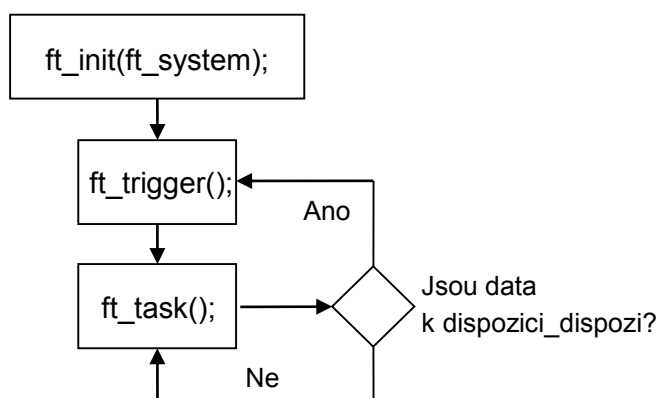 ft_init(ft_system);
ft_trigger();
Ano
Jsou data
ft_task();
k dispozici_dispozi?
Ne